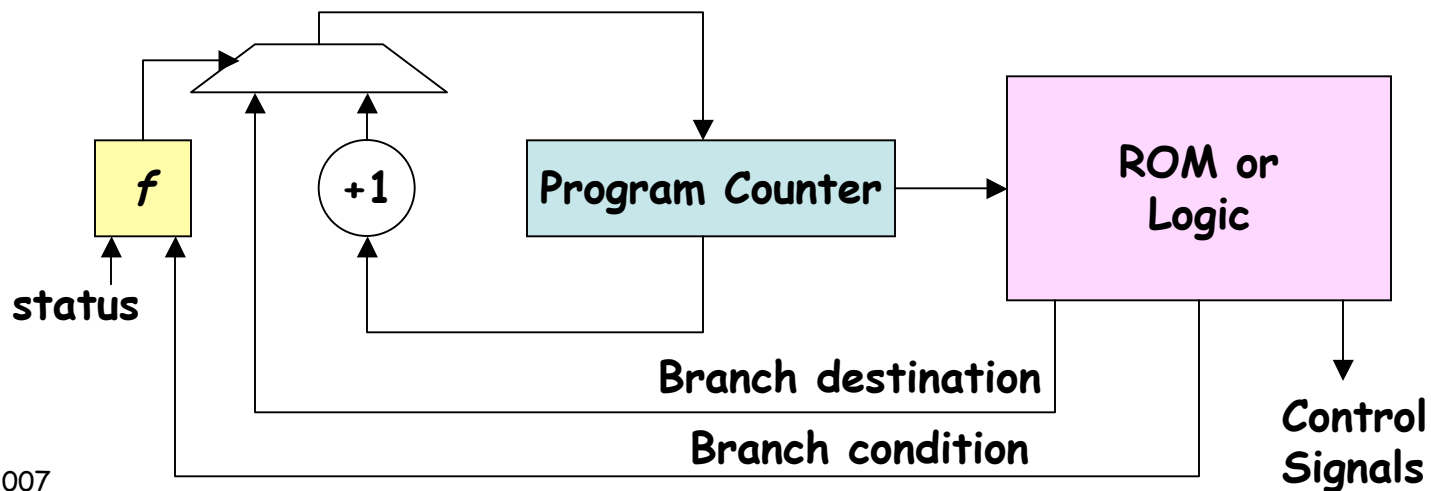 f
+1
Program Counter
ROM or
Logic
status
Branch destination
Branch condition
Control
Signals
007